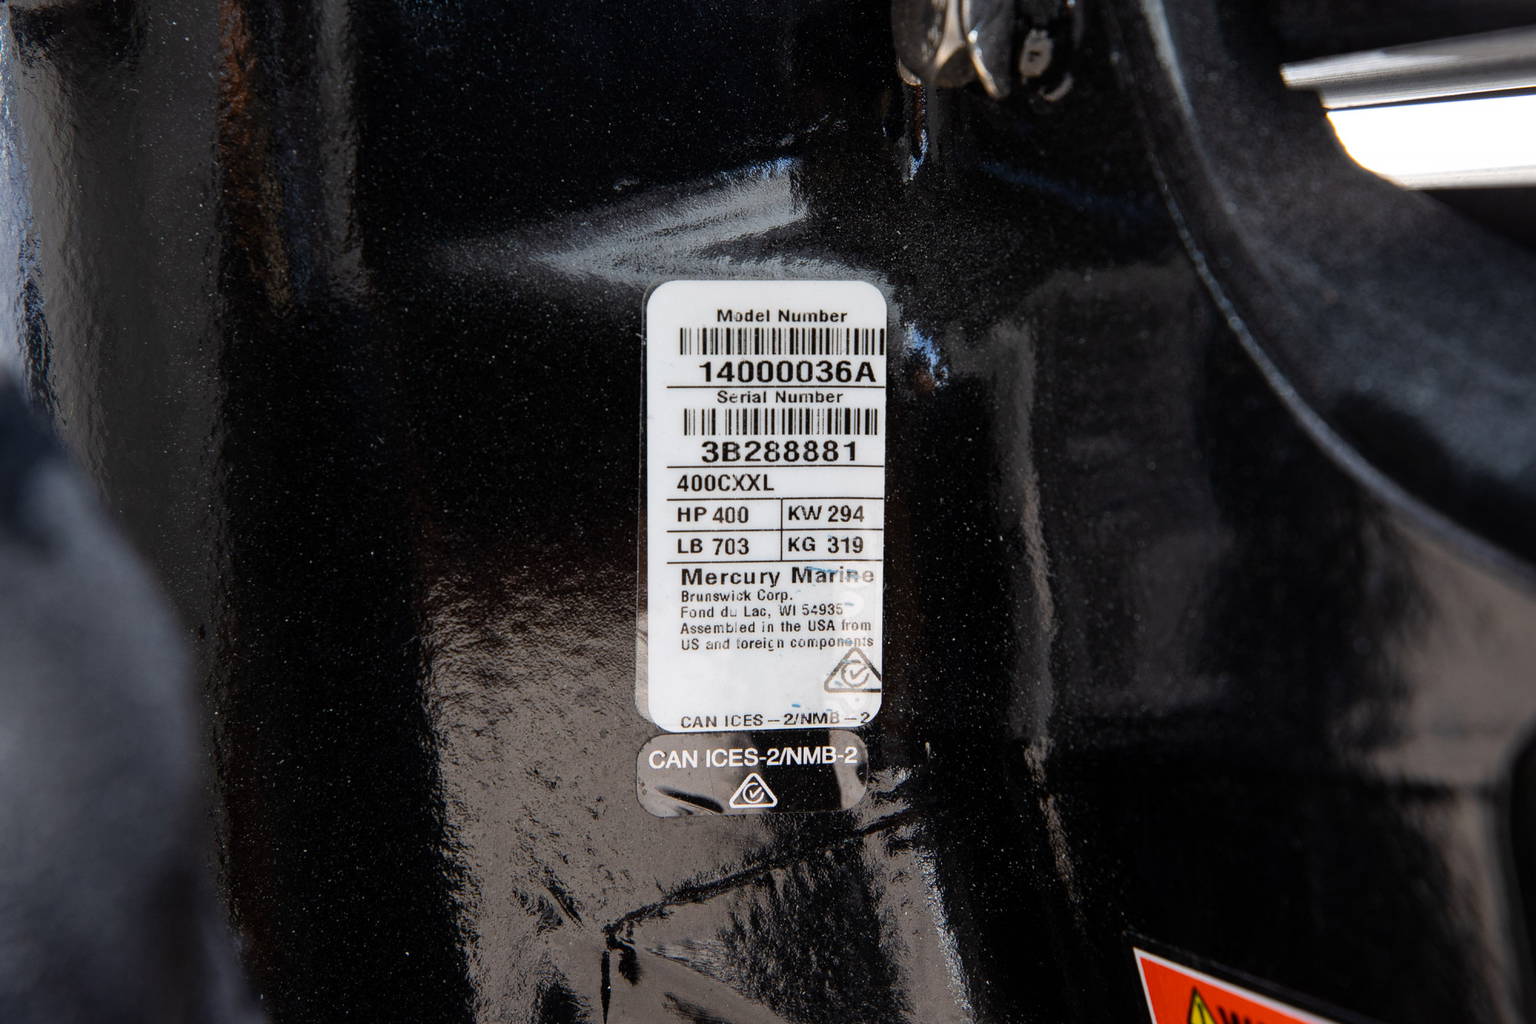 Model Number
14000036A
Serial Number
3B288881
400CXXL
HP 400 KW 294
LB 703 KG 319
Mercury Marine
Brunswick Corp.
Fond du Lac, WI 54935
Assembled in the USA from
US and foreign components
CAN ICES-2/NMB-2
CAN ICES-2/NMB-2